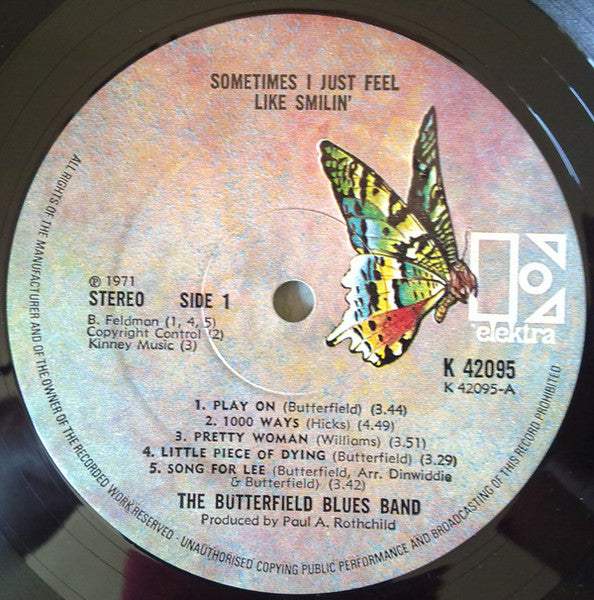 SOMETIMES I JUST FEEL
LIKE SMILIN'
℗ 1971
STEREO SIDE 1
B. Feldman (1, 4, 5)
Copyright Control (2)
Kinney Music (3)
elektra
K 42095
K 42095-A
1. PLAY ON (Butterfield) (3.44)
2. 1000 WAYS (Hicks) (4.49)
3. PRETTY WOMAN (Williams) (3.51)
4. LITTLE PIECE OF DYING (Butterfield) (3.29)
5. SONG FOR LEE (Butterfield, Arr. Dinwiddie
& Butterfield) (3.42)
THE BUTTERFIELD BLUES BAND
Produced by Paul A. Rothchild
ALL RIGHTS OF THE MANUFACTURER AND OF THE OWNER OF THE RECORDED WORK RESERVED · UNAUTHORISED COPYING PUBLIC PERFORMANCE AND BROADCASTING OF THIS RECORD PROHIBITED